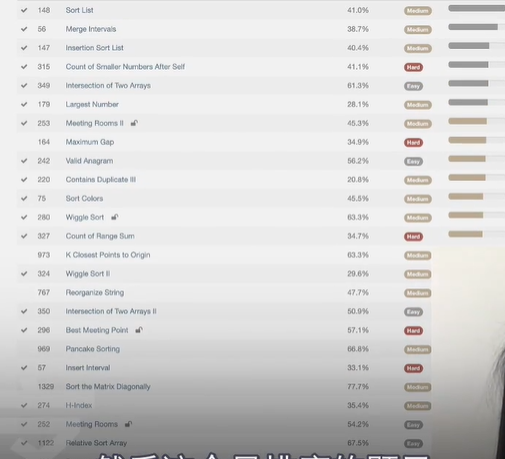 148 Sort List 41.0% Medium
56 Merge Intervals 38.7% Medium
147 Insertion Sort List 40.4% Medium
315 Count of Smaller Numbers After Self 41.1% Hard
349 Intersection of Two Arrays 61.3% Easy
179 Largest Number 28.1% Medium
253 Meeting Rooms II 45.3% Medium
164 Maximum Gap 34.9% Hard
242 Valid Anagram 56.2% Easy
220 Contains Duplicate III 20.8% Medium
75 Sort Colors 45.5% Medium
280 Wiggle Sort 63.3% Medium
327 Count of Range Sum 34.7% Hard
973 K Closest Points to Origin 63.3% Medium
324 Wiggle Sort II 29.6% Medium
767 Reorganize String 47.7% Medium
350 Intersection of Two Arrays II 50.9% Easy
296 Best Meeting Point 57.1% Hard
969 Pancake Sorting 66.8% Medium
57 Insert Interval 33.1% Hard
1329 Sort the Matrix Diagonally 77.7% Medium
274 H-Index 35.4% Medium
252 Meeting Rooms 54.2% Easy
1122 Relative Sort Array 67.5% Easy